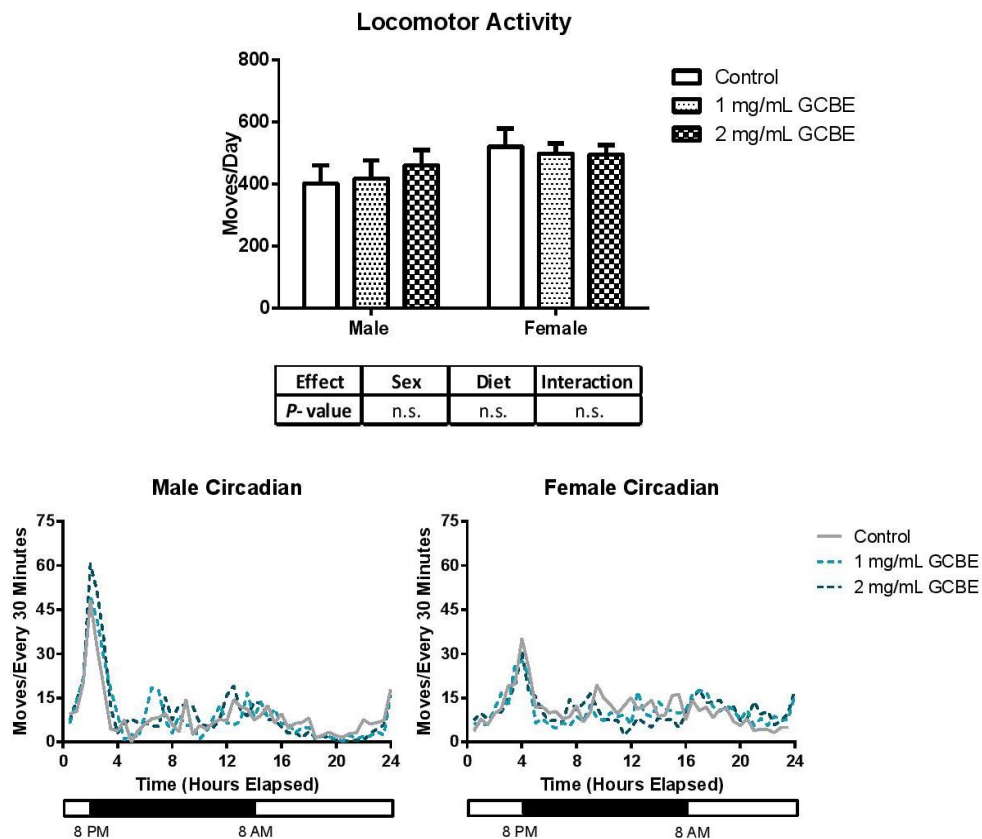 Locomotor Activity
Moves/Day
800
600
400
200
0
Male Female
Control
1 mg/mL GCBE
2 mg/mL GCBE
Effect Sex Diet Interaction
P- value n.s. n.s. n.s.
Male Circadian
Moves/Every 30 Minutes
75
60
45
30
15
0
0 4 8 12 16 20 24
Time (Hours Elapsed)
8 PM 8 AM
Female Circadian
Moves/Every 30 Minutes
75
60
45
30
15
0
0 4 8 12 16 20 24
Time (Hours Elapsed)
8 PM 8 AM
Control
1 mg/mL GCBE
2 mg/mL GCBE